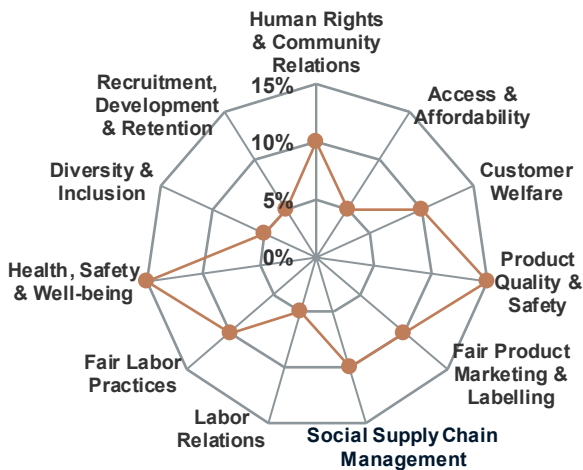 Human Rights
& Community
Relations
15%
10%
5%
0%
Access &
Affordability
Customer
Welfare
Product
Quality &
Safety
Fair Product
Marketing &
Labelling
Social Supply Chain
Management
Labor
Relations
Fair Labor
Practices
Health, Safety
& Well-being
Diversity &
Inclusion
Recruitment,
Development
& Retention